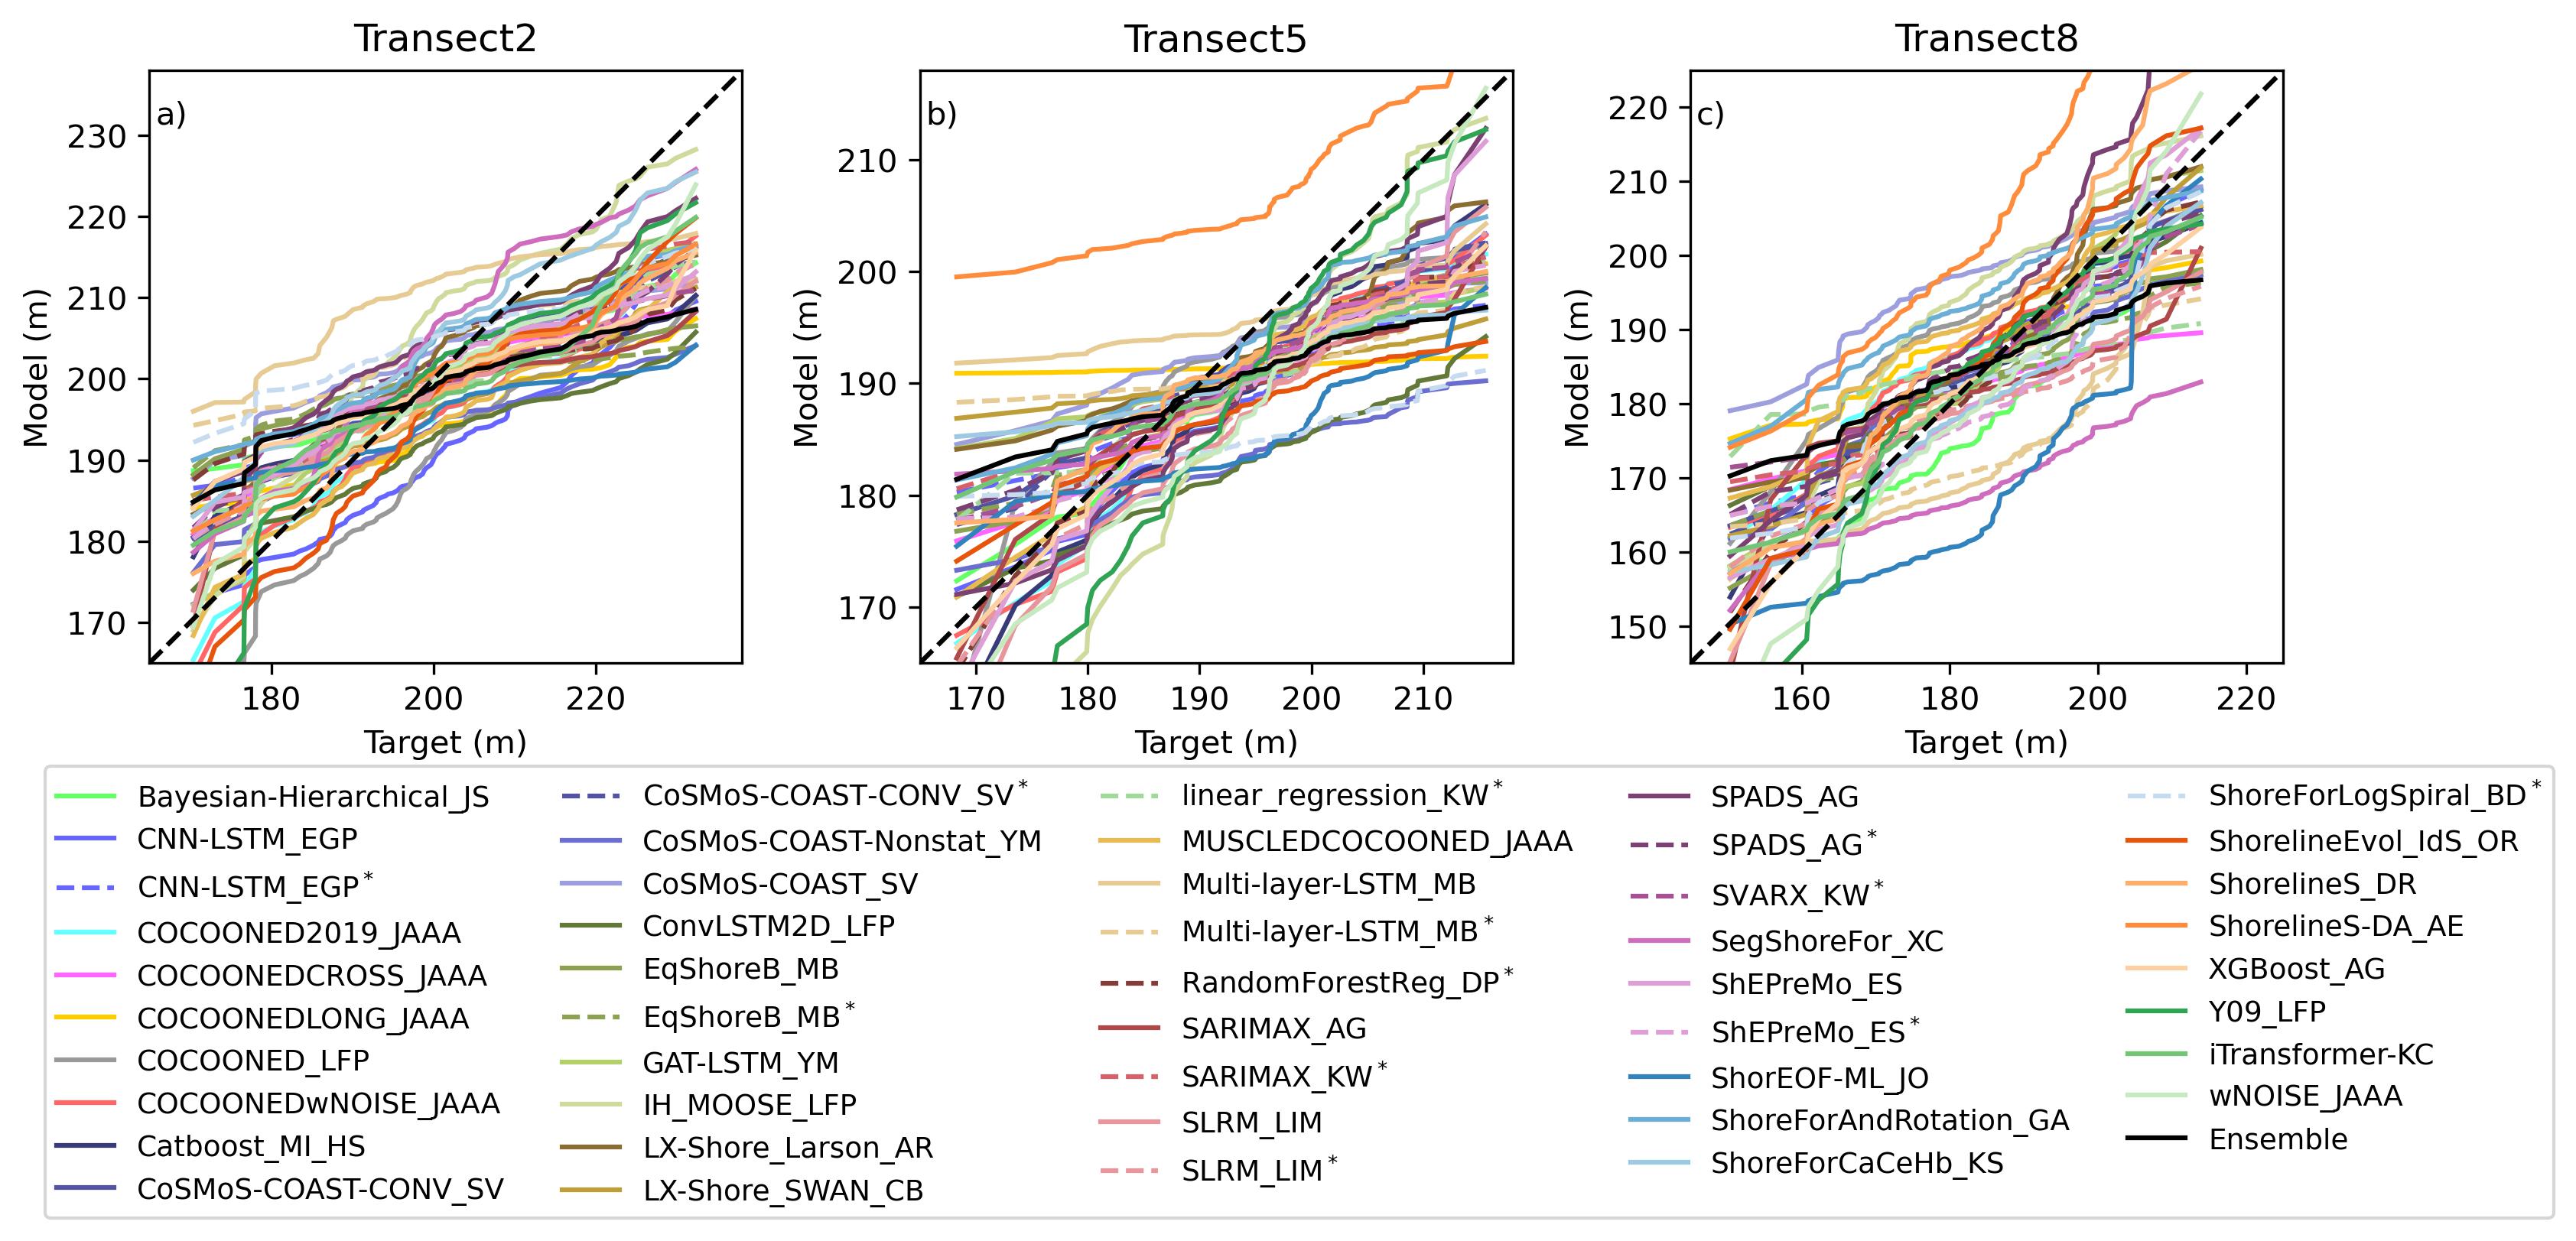 Transect2
Transect5
Transect8
a)
b)
c)
Model (m)
230
220
210
200
190
180
170
180
200
220
Target (m)
Model (m)
210
200
190
180
170
170
180
190
200
210
Target (m)
Model (m)
220
210
200
190
180
170
160
150
160
180
200
220
Target (m)
Bayesian-Hierarchical_JS
CNN-LSTM_EGP
CNN-LSTM_EGP*
COCOONED2019_JAAA
COCOONEDCROSS_JAAA
COCOONEDLONG_JAAA
COCOONED_LFP
COCOONEDwNOISE_JAAA
Catboost_MI_HS
CoSMoS-COAST-CONV_SV
CoSMoS-COAST-CONV_SV*
CoSMoS-COAST-Nonstat_YM
CoSMoS-COAST_SV
ConvLSTM2D_LFP
EqShoreB_MB
EqShoreB_MB*
GAT-LSTM_YM
IH_MOOSE_LFP
LX-Shore_Larson_AR
LX-Shore_SWAN_CB
linear_regression_KW*
MUSCLEDCOCOONED_JAAA
Multi-layer-LSTM_MB
Multi-layer-LSTM_MB*
RandomForestReg_DP*
SARIMAX_AG
SARIMAX_KW*
SLRM_LIM
SLRM_LIM*
SPADS_AG
SPADS_AG*
SVARX_KW*
SegShoreFor_XC
ShEPreMo_ES
ShEPreMo_ES*
ShorEOF-ML_JO
ShoreForAndRotation_GA
ShoreForCaCeHb_KS
ShoreForLogSpiral_BD*
ShorelineEvol_IdS_OR
ShorelineS_DR
ShorelineS-DA_AE
XGBoost_AG
Y09_LFP
iTransformer-KC
wNOISE_JAAA
Ensemble